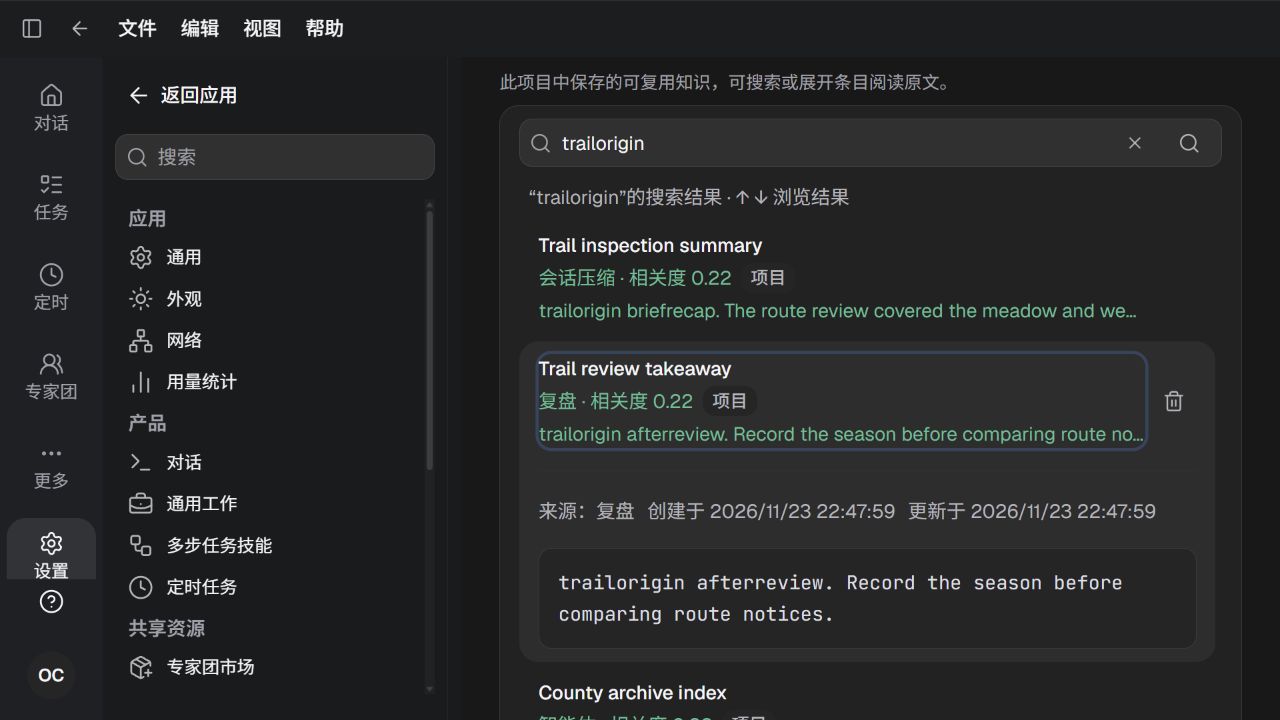 文件 编辑 视图 帮助
对话
任务
定时
专家团
更多
设置
OC
返回应用
搜索
应用
通用
外观
网络
用量统计
产品
对话
通用工作
多步任务技能
定时任务
共享资源
专家团市场
此项目中保存的可复用知识，可搜索或展开条目阅读原文。
trailorigin
“trailorigin”的搜索结果 · ↑↓ 浏览结果
Trail inspection summary
会话压缩 · 相关度 0.22 项目
trailorigin briefrecap. The route review covered the meadow and we...
Trail review takeaway
复盘 · 相关度 0.22 项目
trailorigin afterreview. Record the season before comparing route no...
来源：复盘 创建于 2026/11/23 22:47:59 更新于 2026/11/23 22:47:59
trailorigin afterreview. Record the season before
comparing route notices.
County archive index